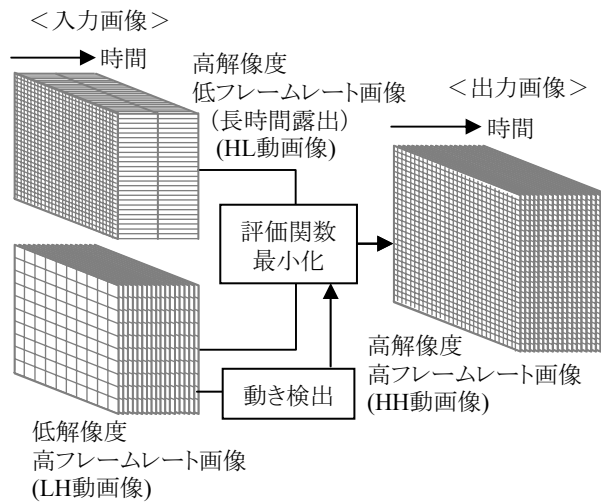 ＜入力画像＞
時間
高解像度
低フレームレート画像
（長時間露出）
(HL動画像)
＜出力画像＞
時間
評価関数
最小化
動き検出
低解像度
高フレームレート画像
(LH動画像)
高解像度
高フレームレート画像
(HH動画像)